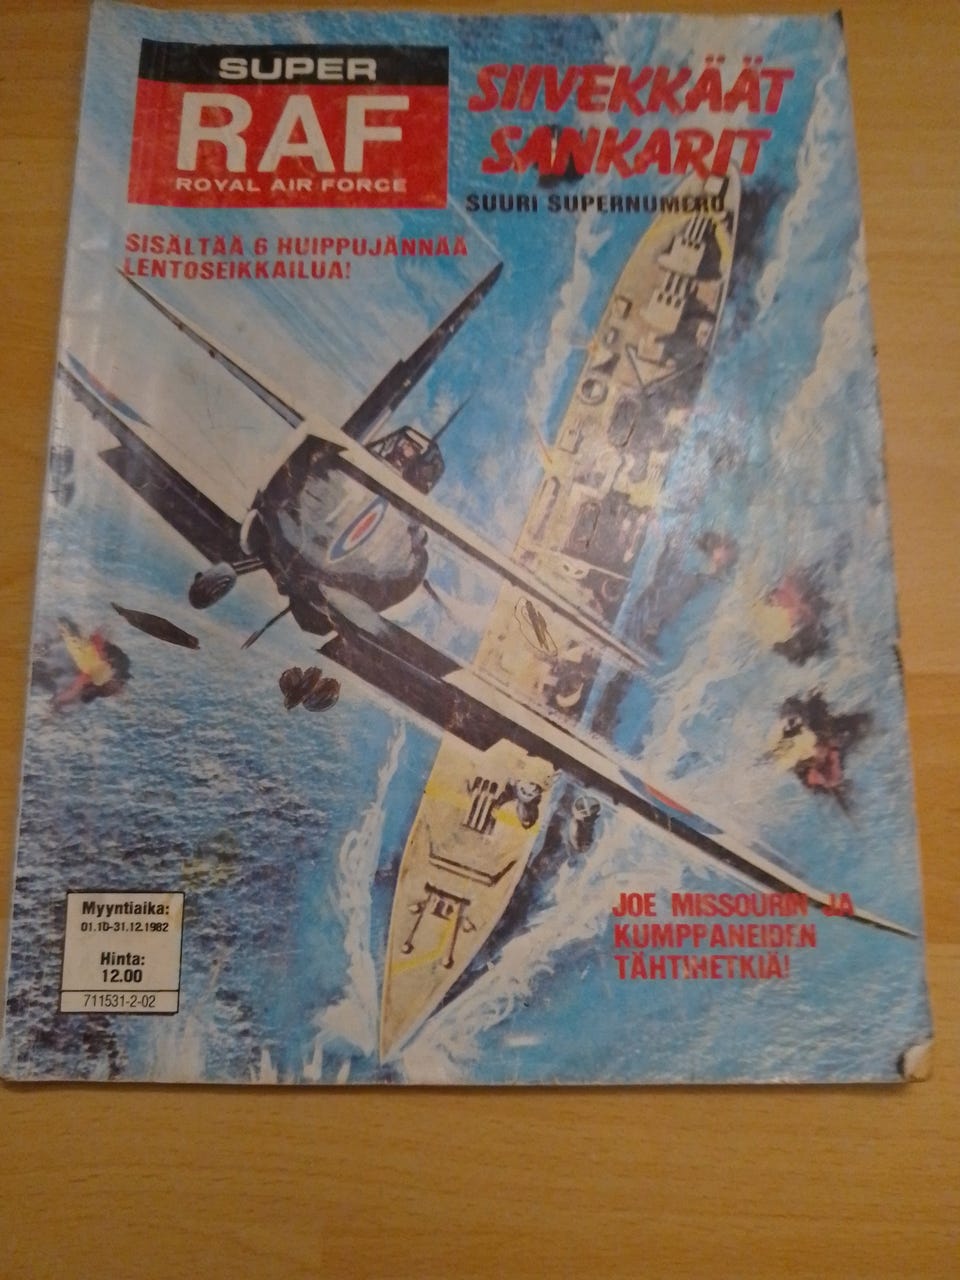 SUPER
RAF
ROYAL AIR FORCE
SIIVEKKÄÄT
SANKARIT
SUURI SUPERNUMERO
SISÄLTÄÄ 6 HUIPPUJÄNNÄÄ
LENTOSEIKKAILUA!
JOE MISSOURIN JA
KUMPPANEIDEN
TÄHTIHETKIÄ!
Myyntiaika:
01.10-31.12.1982
Hinta:
12.00
711531-2-02